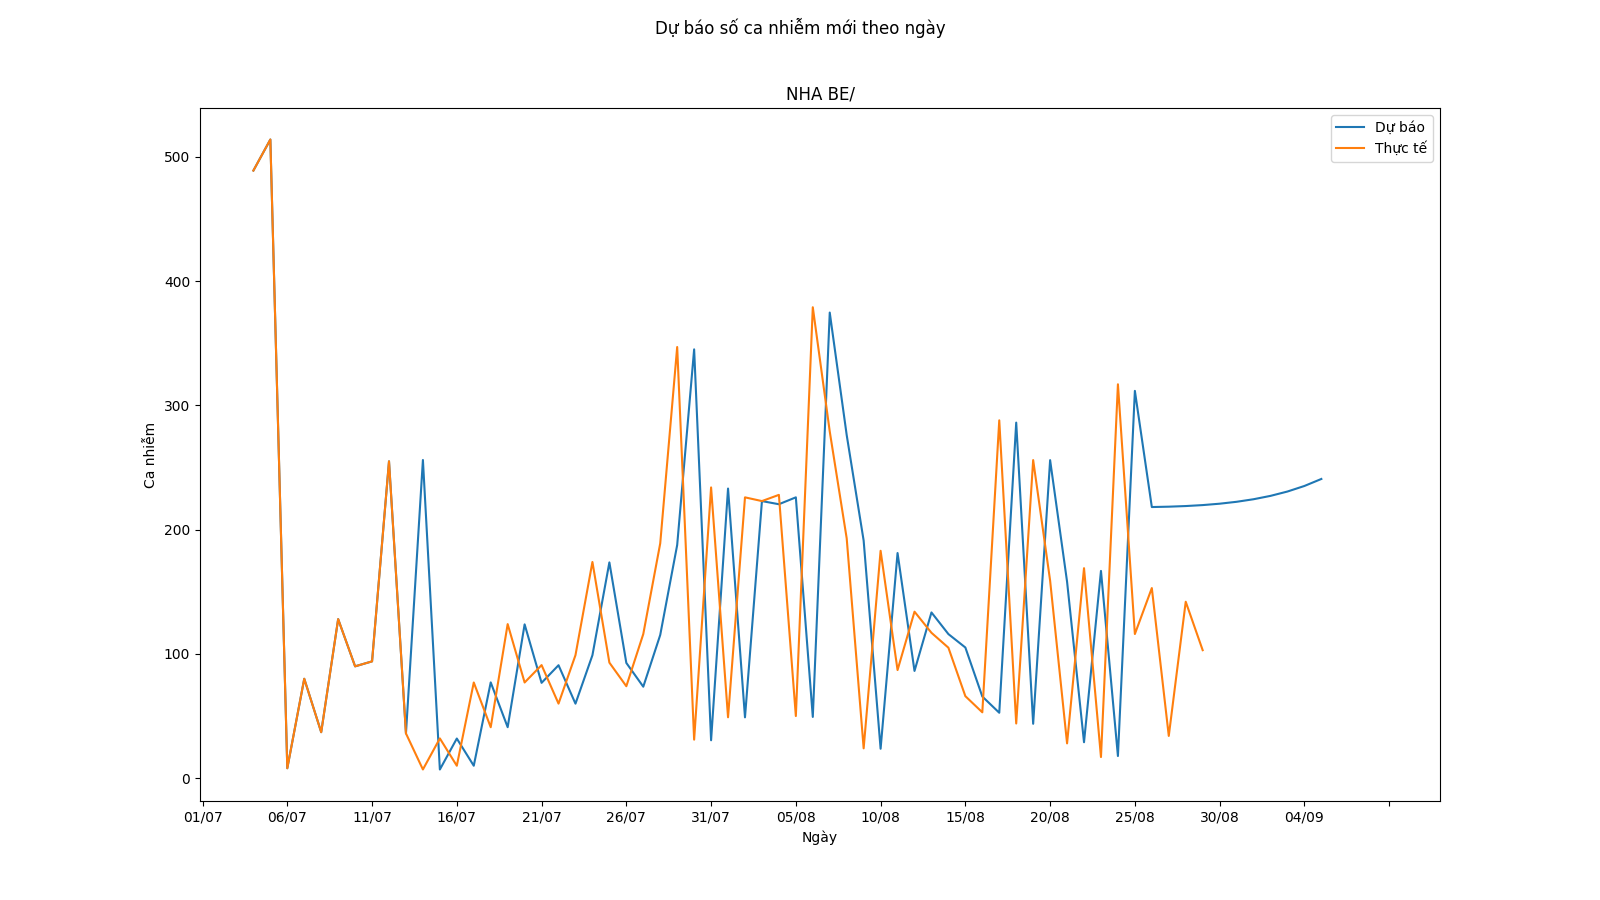 Dự báo số ca nhiễm mới theo ngày
NHA BE/
Dự báo
Thực tế
500
400
300
200
100
0
Ca nhiễm
01/07 06/07 11/07 16/07 21/07 26/07 31/07 05/08 10/08 15/08 20/08 25/08 30/08 04/09
Ngày